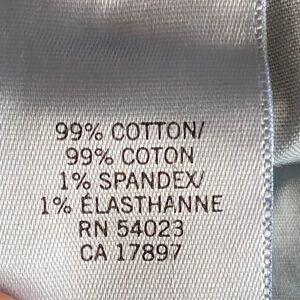 99% COTTON/
99% COTON
1% SPANDEX/
1% ÉLASTHANNE
RN 54023
CA 17897